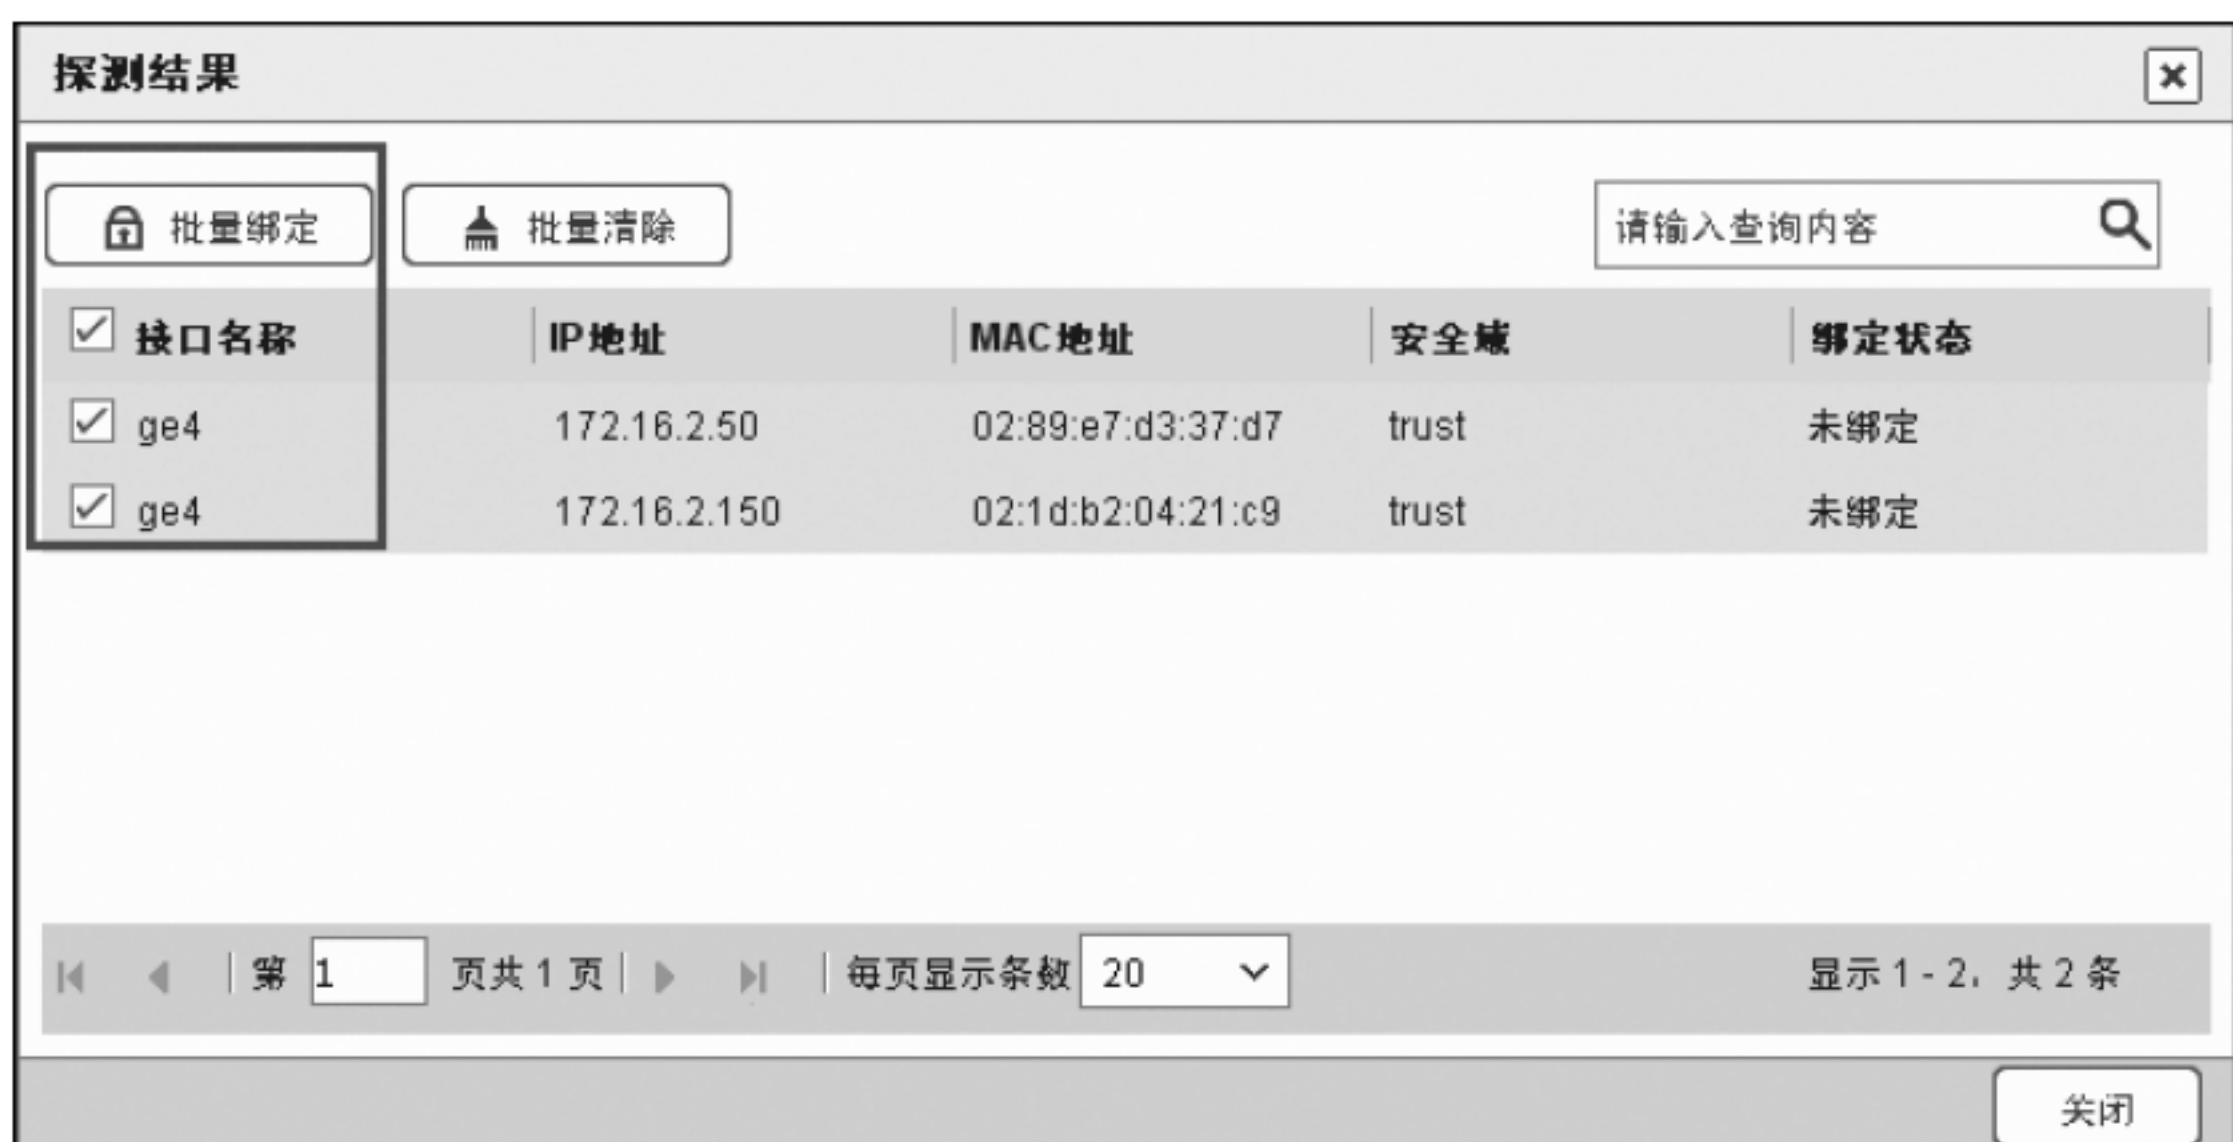 探测结果
批量绑定 批量清除 请输入查询内容
接口名称 IP地址 MAC地址 安全域 绑定状态
ge4 172.16.2.50 02:89:e7:d3:37:d7 trust 未绑定
ge4 172.16.2.150 02:1d:b2:04:21:c9 trust 未绑定
第 1 页共 1 页 每页显示条数 20 显示 1 - 2, 共 2 条
关闭